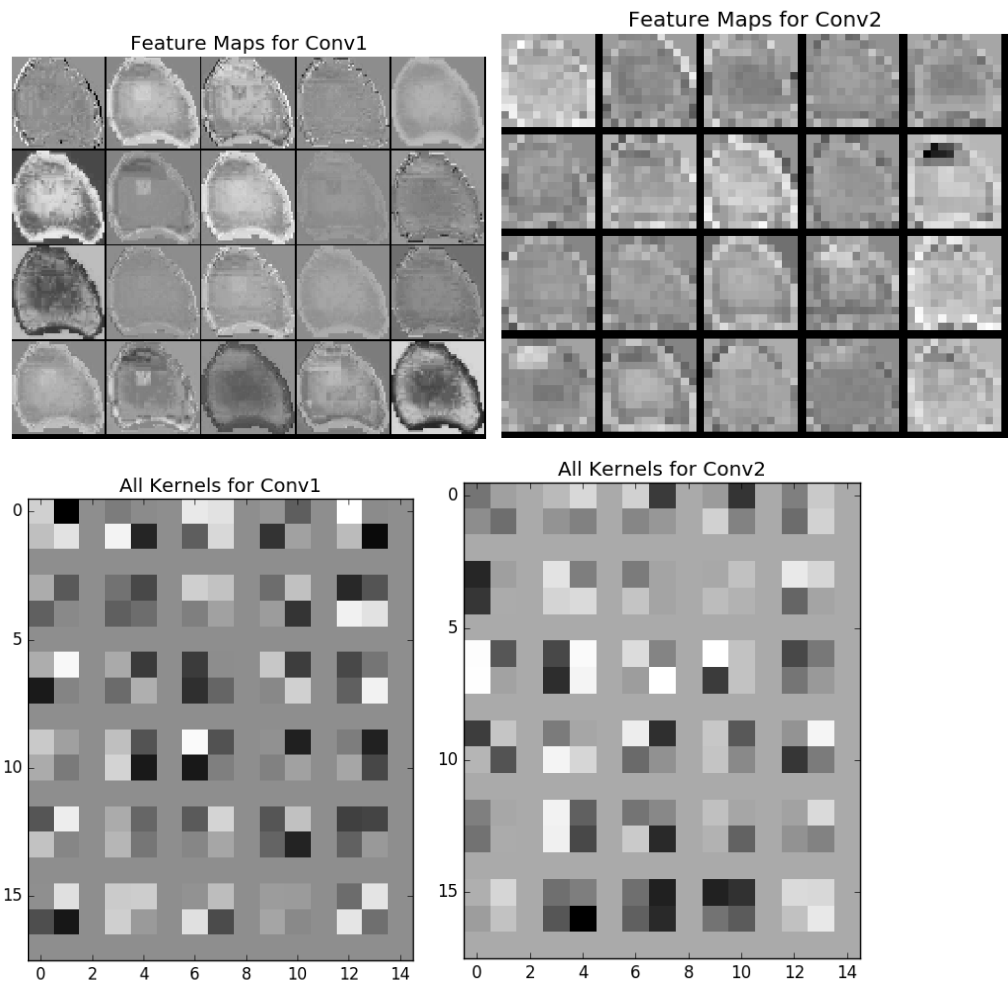 Feature Maps for Conv1
Feature Maps for Conv2
All Kernels for Conv1
0
5
10
15
0 2 4 6 8 10 12 14
All Kernels for Conv2
0
5
10
15
0 2 4 6 8 10 12 14